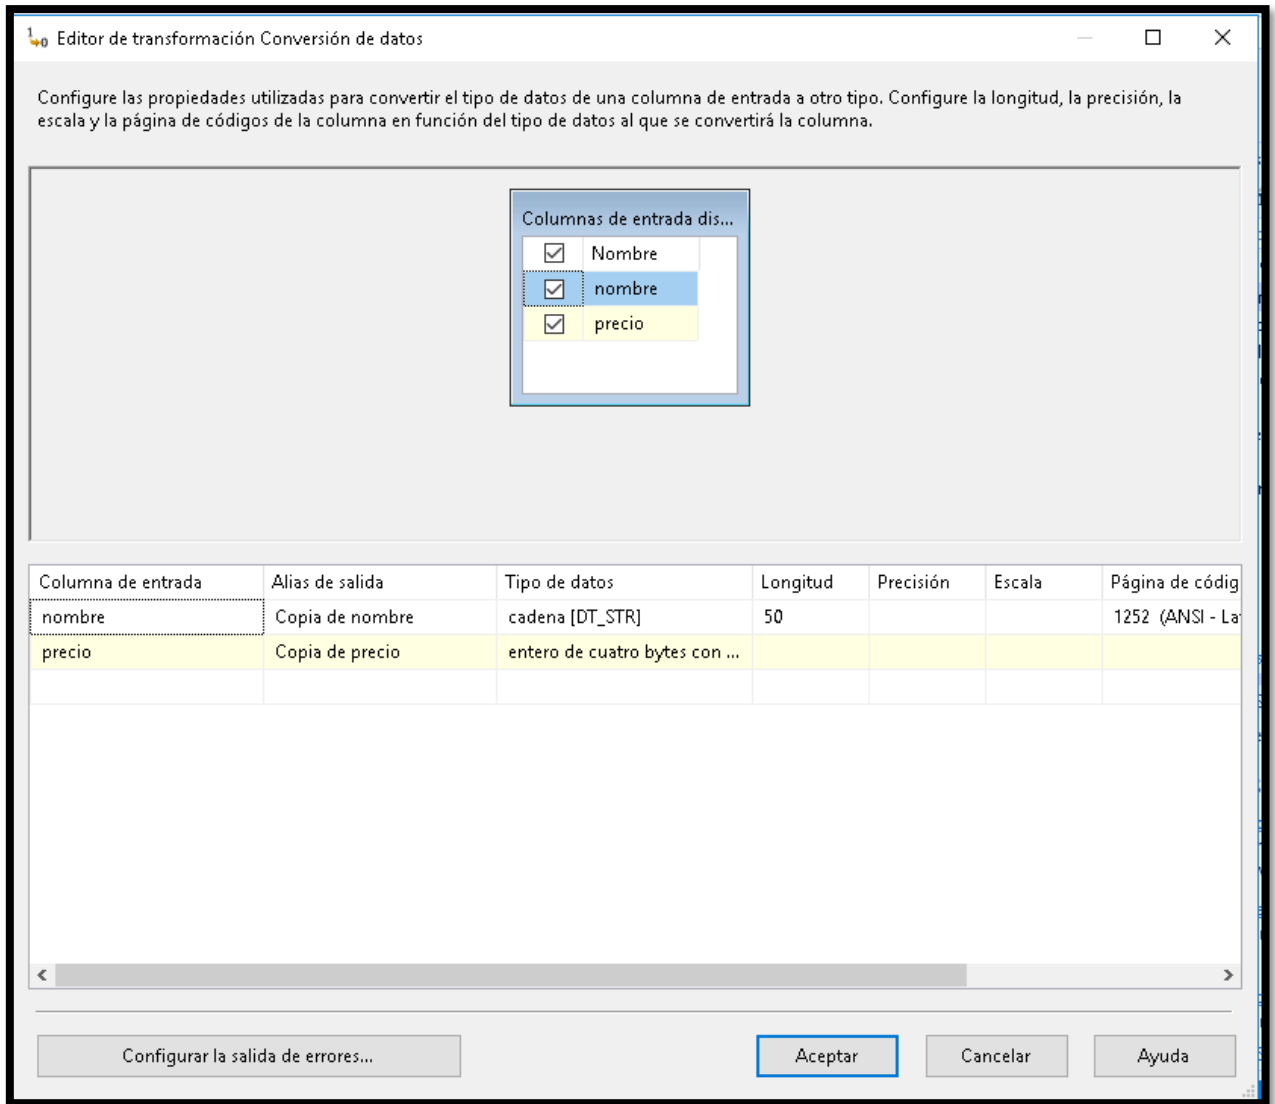 Editor de transformación Conversión de datos
Configure las propiedades utilizadas para convertir el tipo de datos de una columna de entrada a otro tipo. Configure la longitud, la precisión, la
escala y la página de códigos de la columna en función del tipo de datos al que se convertirá la columna.
Columnas de entrada dis...
Nombre
nombre
precio
Columna de entrada Alias de salida Tipo de datos Longitud Precisión Escala Página de códig
nombre Copia de nombre cadena [DT_STR] 50 1252 (ANSI - La
precio Copia de precio entero de cuatro bytes con ...
Configurar la salida de errores... Aceptar Cancelar Ayuda